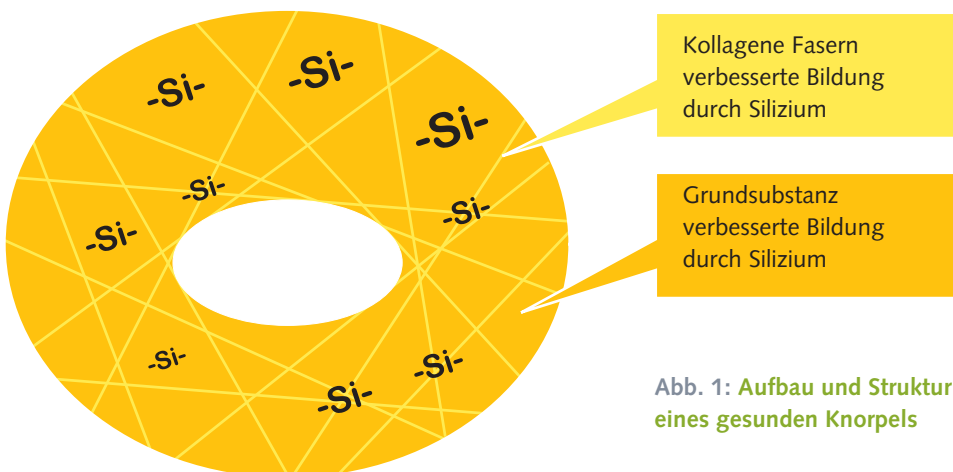 -Si-
-Si-
-Si-
-Si-
-Si-
-Si-
-Si-
-Si-
-Si-
Kollagene Fasern
verbesserte Bildung
durch Silizium
Grundsubstanz
verbesserte Bildung
durch Silizium
Abb. 1: Aufbau und Struktur
eines gesunden Knorpels